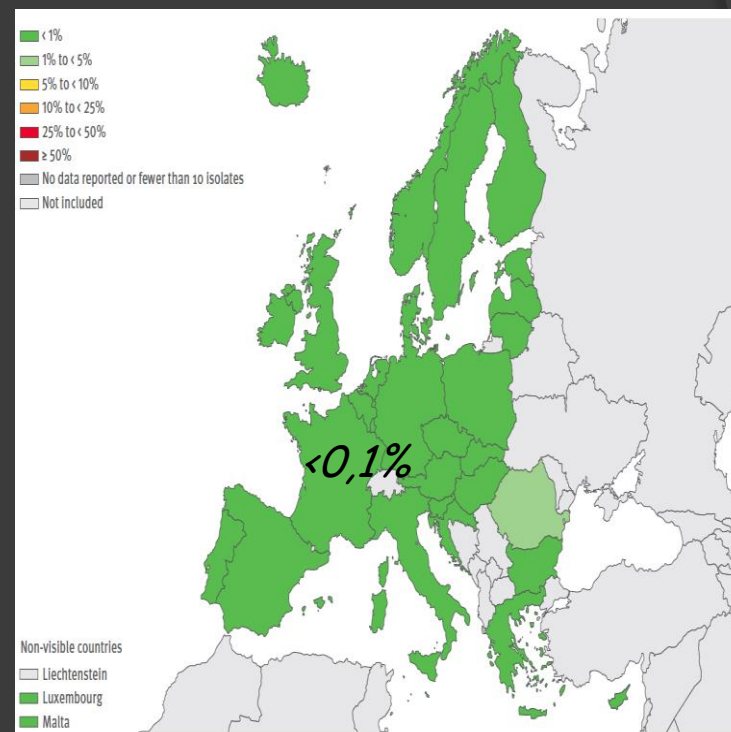 < 1%
1% to < 5%
5% to < 10%
10% to < 25%
25% to < 50%
≥ 50%
No data reported or fewer than 10 isolates
Not included
<0,1%
Non-visible countries
Liechtenstein
Luxembourg
Malta